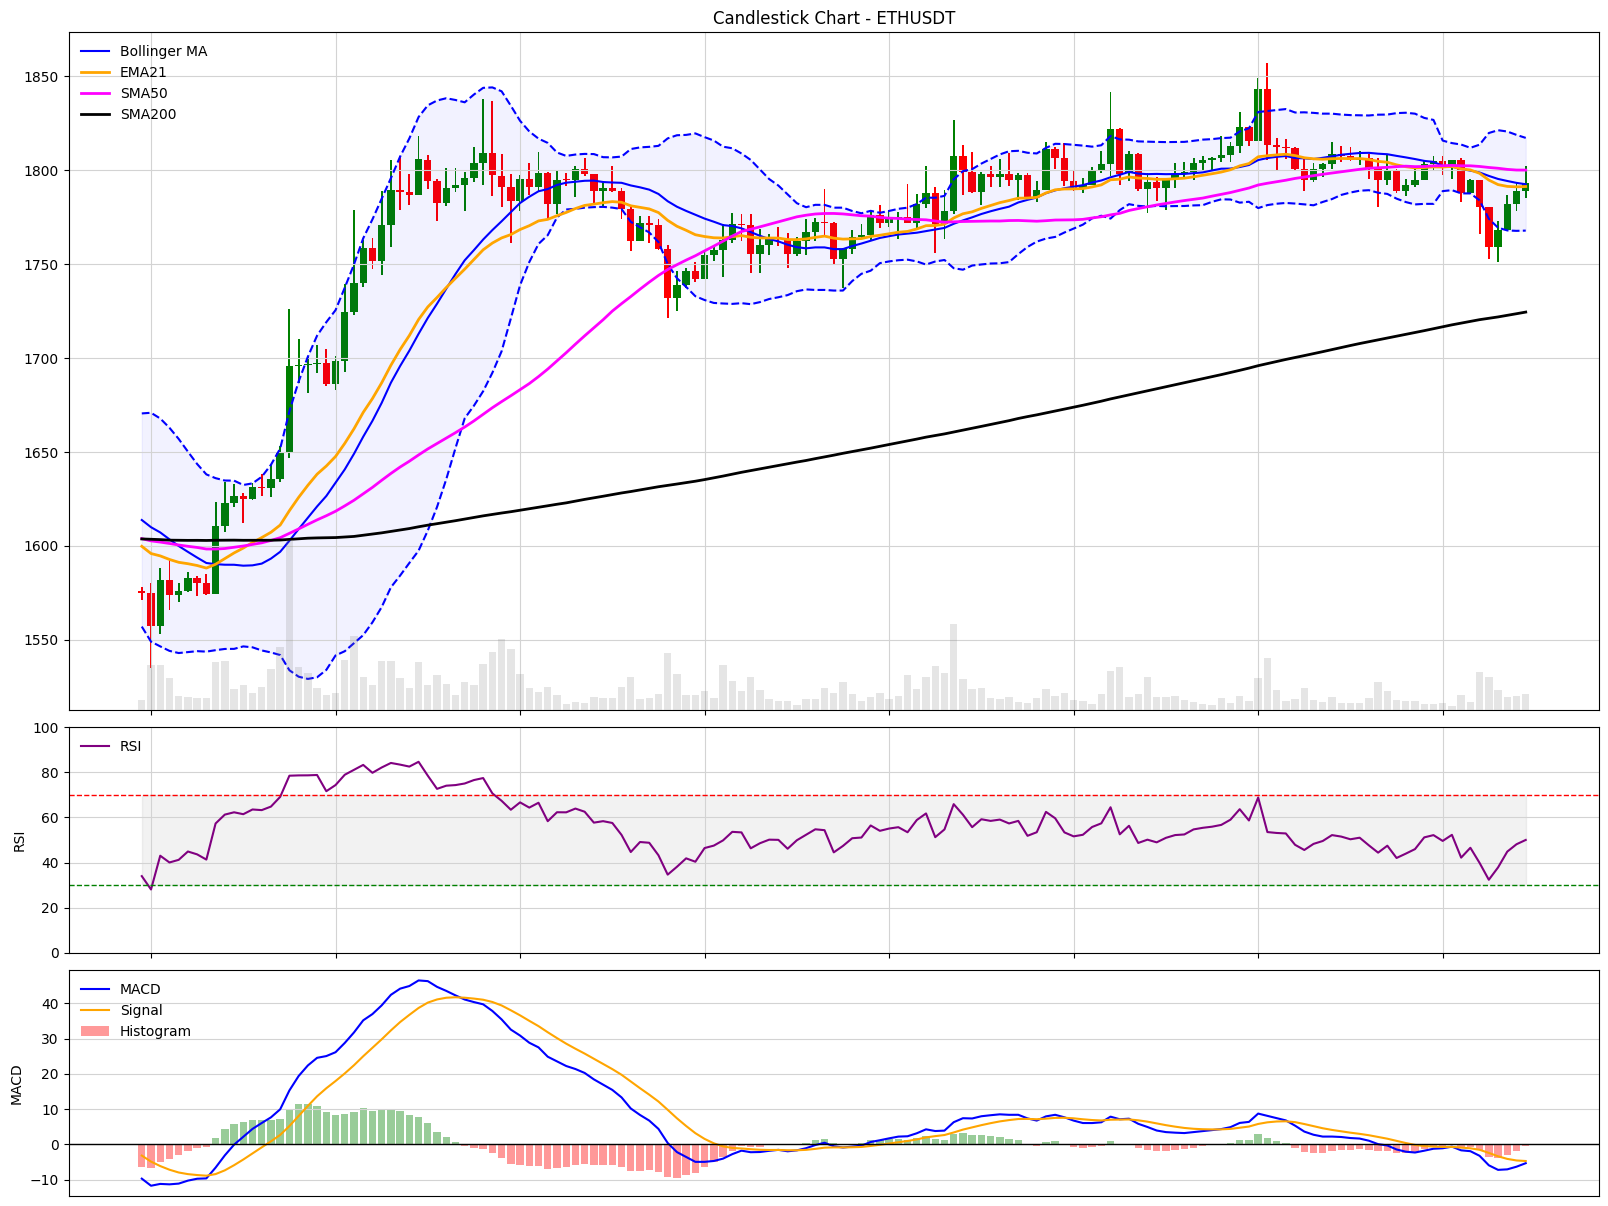 Candlestick Chart - ETHUSDT
Bollinger MA
EMA21
SMA50
SMA200
1850
1800
1750
1700
1650
1600
1550
RSI
RSI
100
80
60
40
20
0
MACD
Signal
Histogram
MACD
40
30
20
10
0
−10